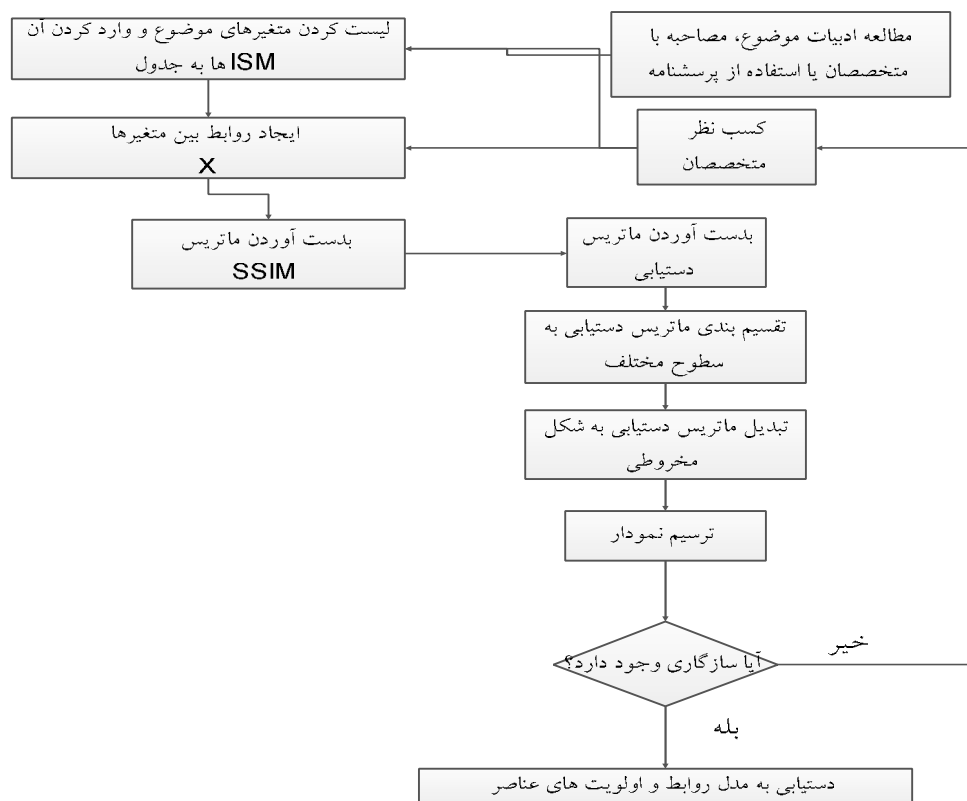 مطالعه ادبیات موضوع، مصاحبه با
متخصصان یا استفاده از پرسشنامه
لیست کردن متغیرهای موضوع و وارد کردن آن
ها به جدول ISM
کسب نظر
متخصصان
ایجاد روابط بین متغیرها
X
بدست آوردن ماتریس
SSIM
بدست آوردن ماتریس
دستیابی
تقسیم بندی ماتریس دستیابی به
سطوح مختلف
تبدیل ماتریس دستیابی به شکل
مخروطی
ترسیم نمودار
آیا سازگاری وجود دارد؟
خیر
بله
دستیابی به مدل روابط و اولویت های عناصر